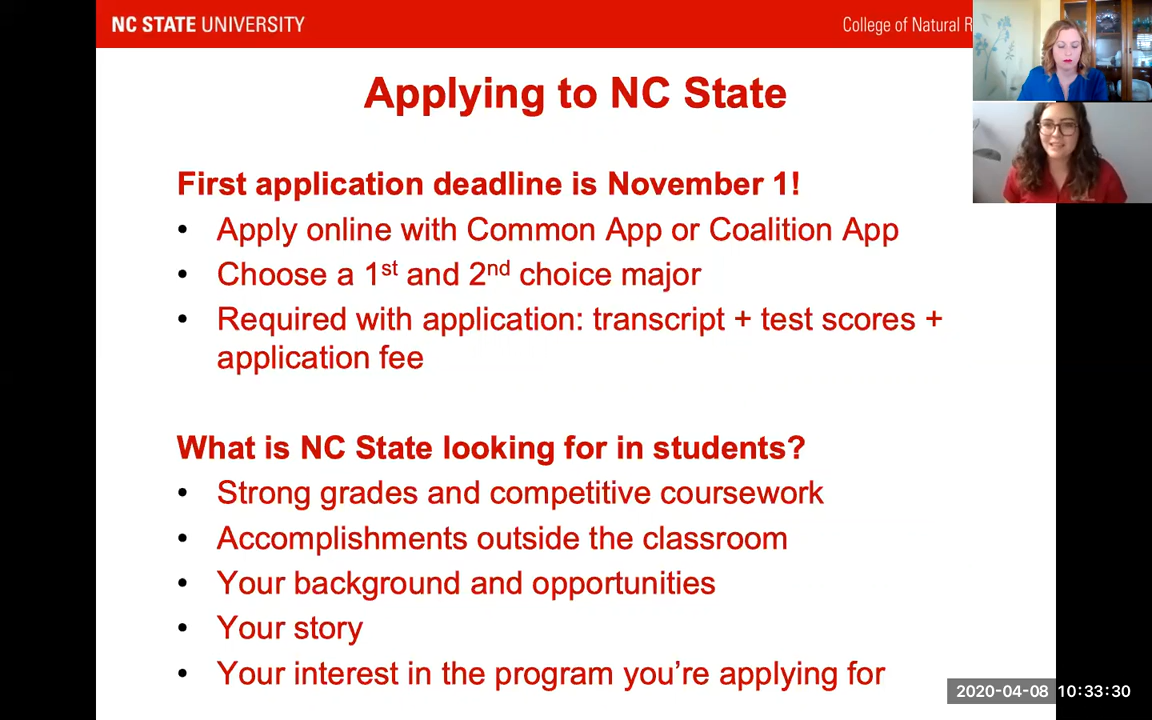 NC STATE UNIVERSITY
College of Natural R
Applying to NC State
First application deadline is November 1!
• Apply online with Common App or Coalition App
• Choose a 1st and 2nd choice major
• Required with application: transcript + test scores +
application fee
What is NC State looking for in students?
• Strong grades and competitive coursework
• Accomplishments outside the classroom
• Your background and opportunities
• Your story
• Your interest in the program you're applying for
2020-04-08 10:33:30